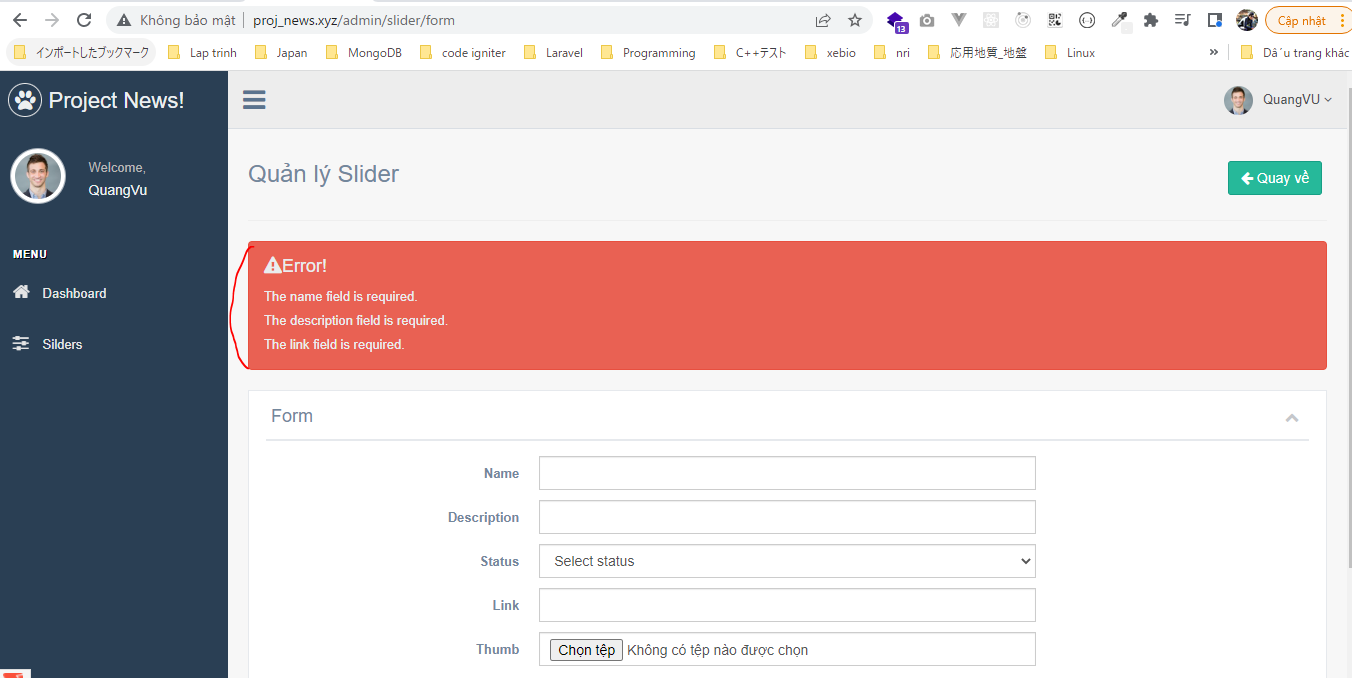 Không bảo mật | proj_news.xyz/admin/slider/form
13
Cập nhật
インポートしたブックマーク Lap trinh Japan MongoDB code igniter Laravel Programming C++テスト xebio nri 応用地質_地盤 Linux » Dấu trang khác
Project News!
QuangVU
Welcome,
QuangVu
Quản lý Slider
Quay về
MENU
Dashboard
Silders
Error!
The name field is required.
The description field is required.
The link field is required.
Form
Name
Description
Status Select status
Link
Thumb Chọn tệp Không có tệp nào được chọn